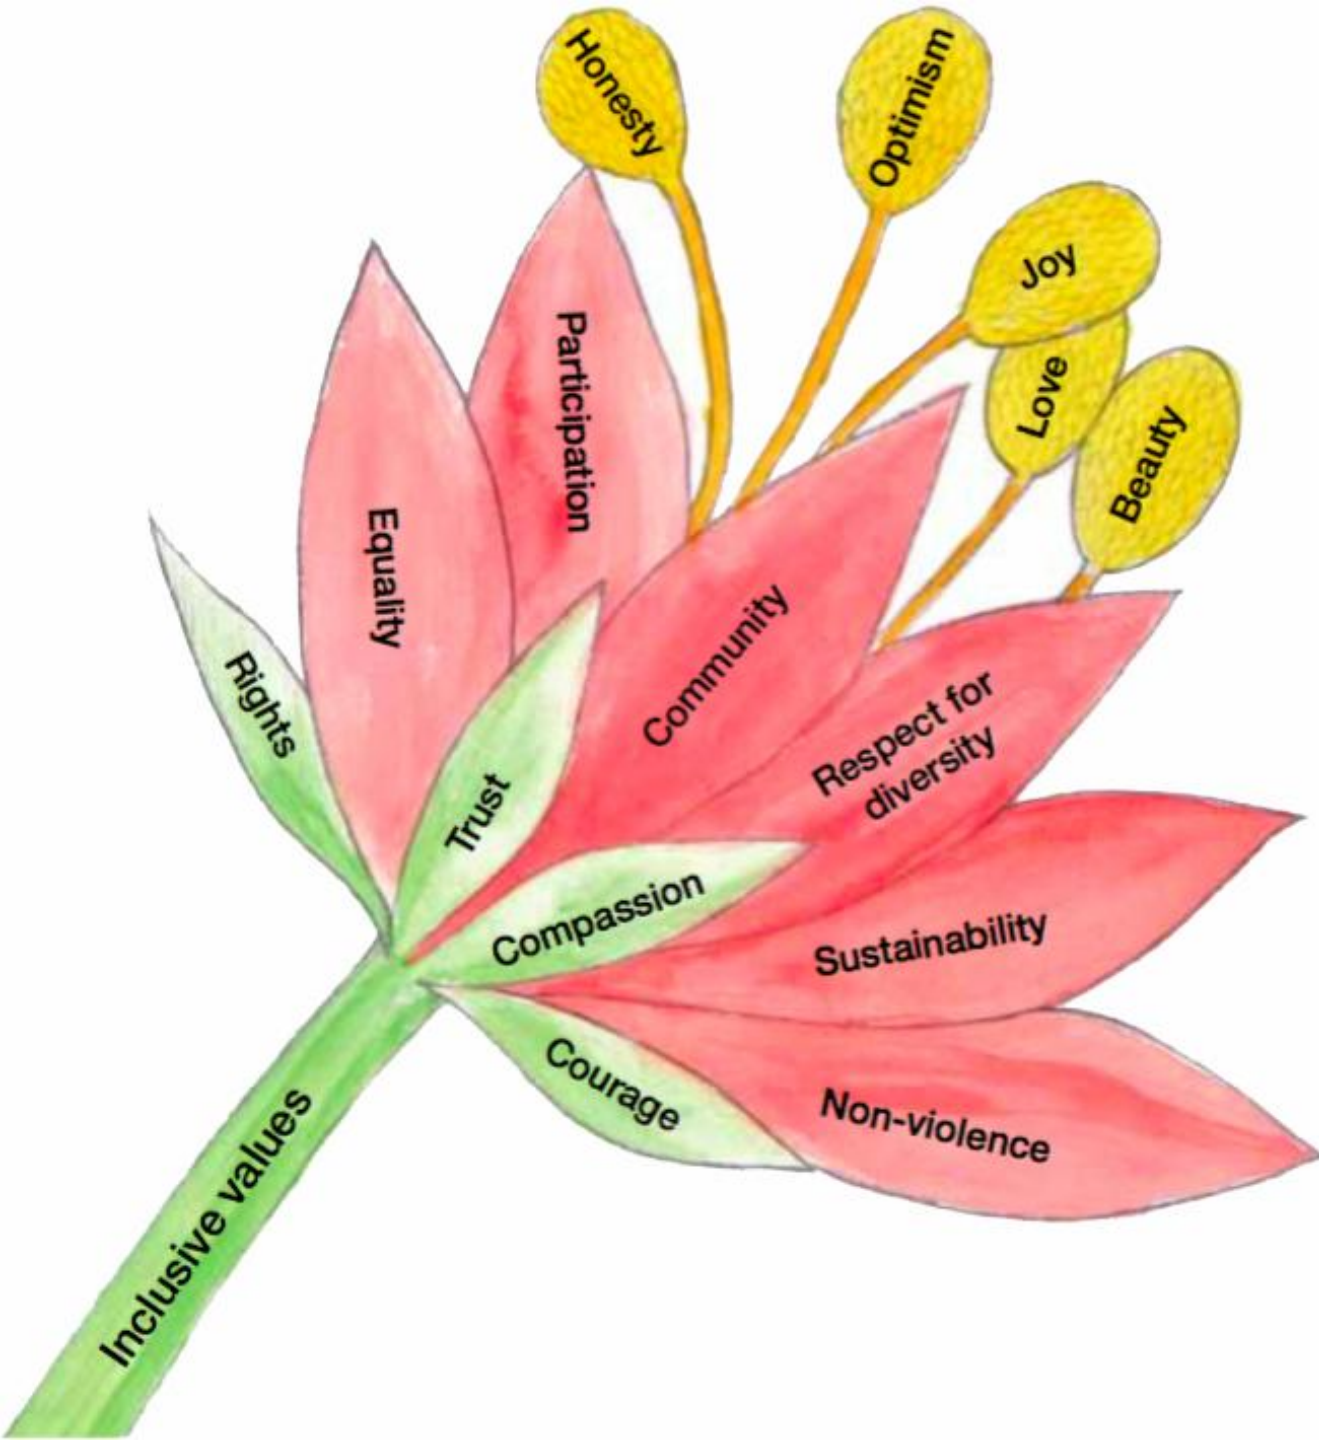 Honesty
Optimism
Joy
Love
Beauty
Participation
Equality
Community
Rights
Trust
Respect for
diversity
Compassion
Sustainability
Courage
Non-violence
Inclusive values